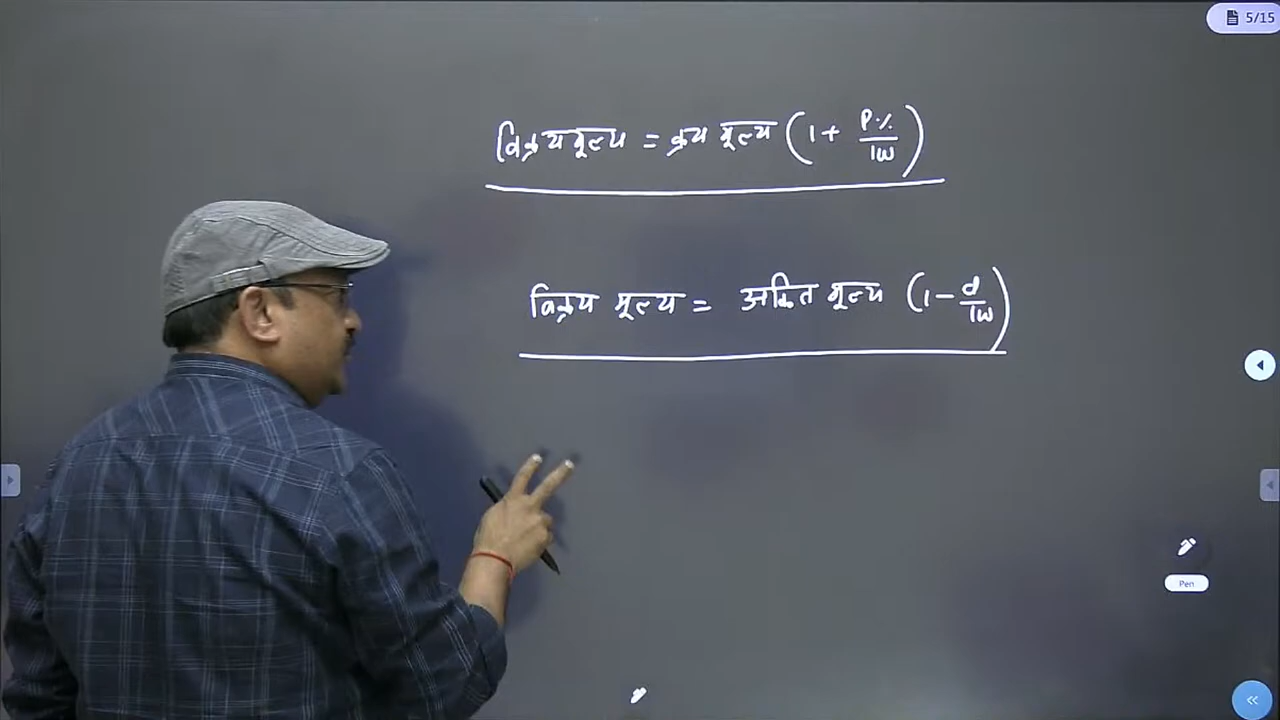 5/15
विक्रय मूल्य = क्रय मूल्य (1 + P% / 100)
विक्रय मूल्य = अंकित मूल्य (1 - d / 100)
Pen